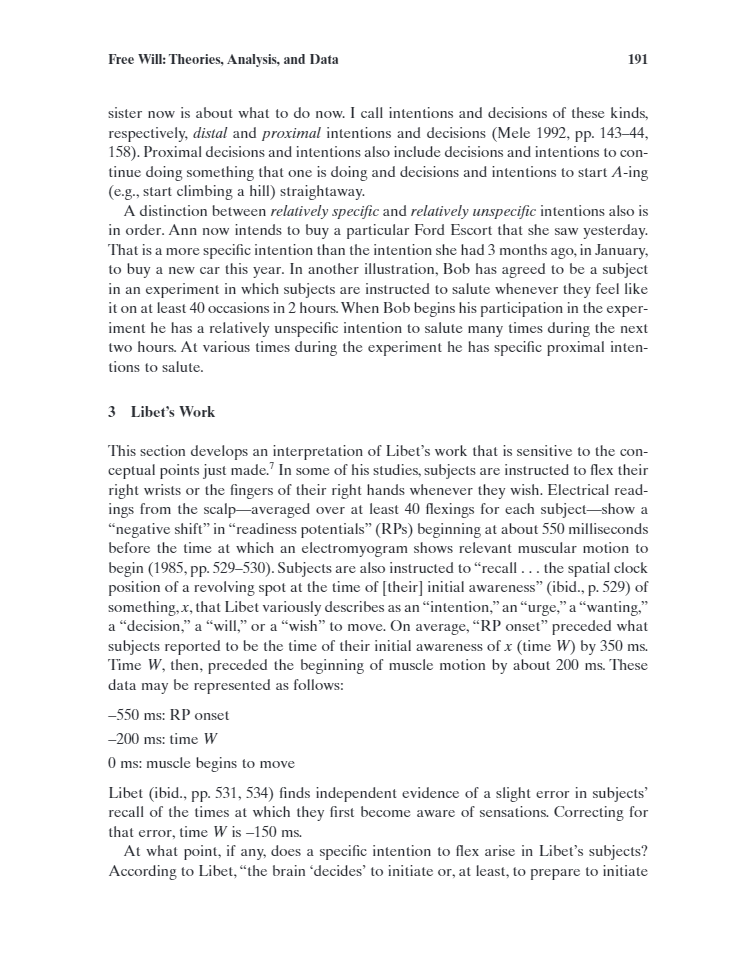 Free Will: Theories, Analysis, and Data 191
sister now is about what to do now. I call intentions and decisions of these kinds,
respectively, distal and proximal intentions and decisions (Mele 1992, pp. 143–44,
158). Proximal decisions and intentions also include decisions and intentions to con-
tinue doing something that one is doing and decisions and intentions to start A-ing
(e.g., start climbing a hill) straightaway.
A distinction between relatively specific and relatively unspecific intentions also is
in order. Ann now intends to buy a particular Ford Escort that she saw yesterday.
That is a more specific intention than the intention she had 3 months ago, in January,
to buy a new car this year. In another illustration, Bob has agreed to be a subject
in an experiment in which subjects are instructed to salute whenever they feel like
it on at least 40 occasions in 2 hours. When Bob begins his participation in the exper-
iment he has a relatively unspecific intention to salute many times during the next
two hours. At various times during the experiment he has specific proximal inten-
tions to salute.
3 Libet’s Work
This section develops an interpretation of Libet’s work that is sensitive to the con-
ceptual points just made.7 In some of his studies, subjects are instructed to flex their
right wrists or the fingers of their right hands whenever they wish. Electrical read-
ings from the scalp—averaged over at least 40 flexings for each subject—show a
“negative shift” in “readiness potentials” (RPs) beginning at about 550 milliseconds
before the time at which an electromyogram shows relevant muscular motion to
begin (1985, pp. 529–530). Subjects are also instructed to “recall . . . the spatial clock
position of a revolving spot at the time of [their] initial awareness” (ibid., p. 529) of
something, x, that Libet variously describes as an “intention,” an “urge,” a “wanting,”
a “decision,” a “will,” or a “wish” to move. On average, “RP onset” preceded what
subjects reported to be the time of their initial awareness of x (time W) by 350 ms.
Time W, then, preceded the beginning of muscle motion by about 200 ms. These
data may be represented as follows:
–550 ms: RP onset
–200 ms: time W
0 ms: muscle begins to move
Libet (ibid., pp. 531, 534) finds independent evidence of a slight error in subjects’
recall of the times at which they first become aware of sensations. Correcting for
that error, time W is –150 ms.
At what point, if any, does a specific intention to flex arise in Libet’s subjects?
According to Libet, “the brain ‘decides’ to initiate or, at least, to prepare to initiate